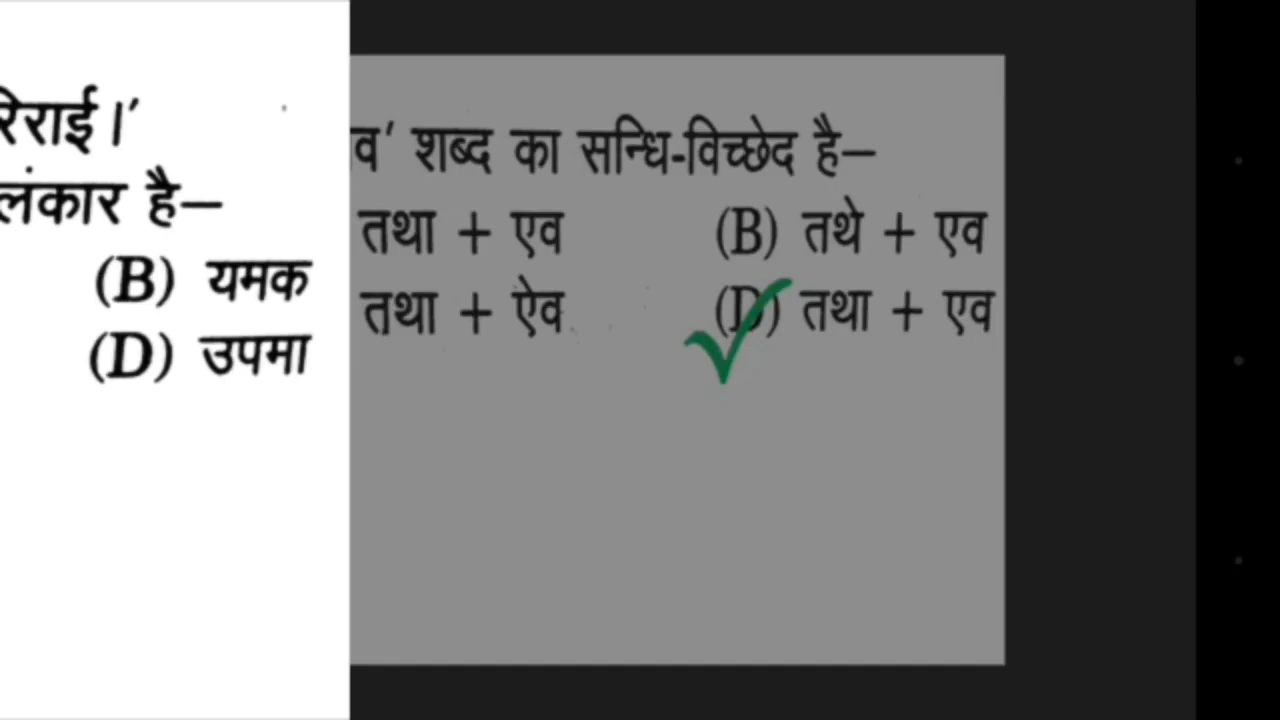 रिराई।'
लंकार है—
(B) यमक
(D) उपमा
व' शब्द का सन्धि-विच्छेद है—
तथा + एव (B) तथे + एव
तथा + ऐव (D) तथा + एव